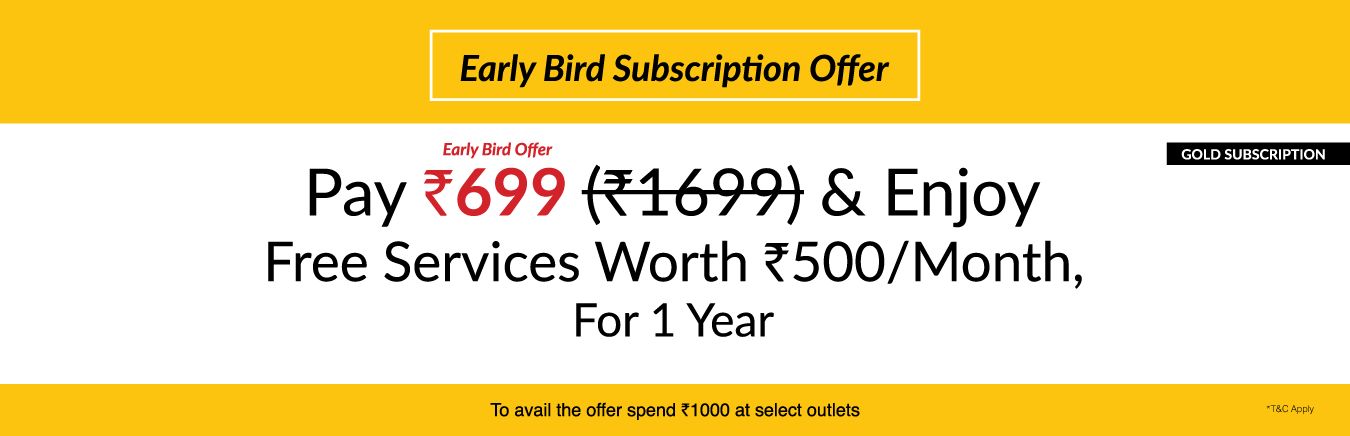 Early Bird Subscription Offer
Early Bird Offer
GOLD SUBSCRIPTION
Pay ₹699 (₹1699) & Enjoy
Free Services Worth ₹500/Month,
For 1 Year
To avail the offer spend ₹1000 at select outlets
*T&C Apply